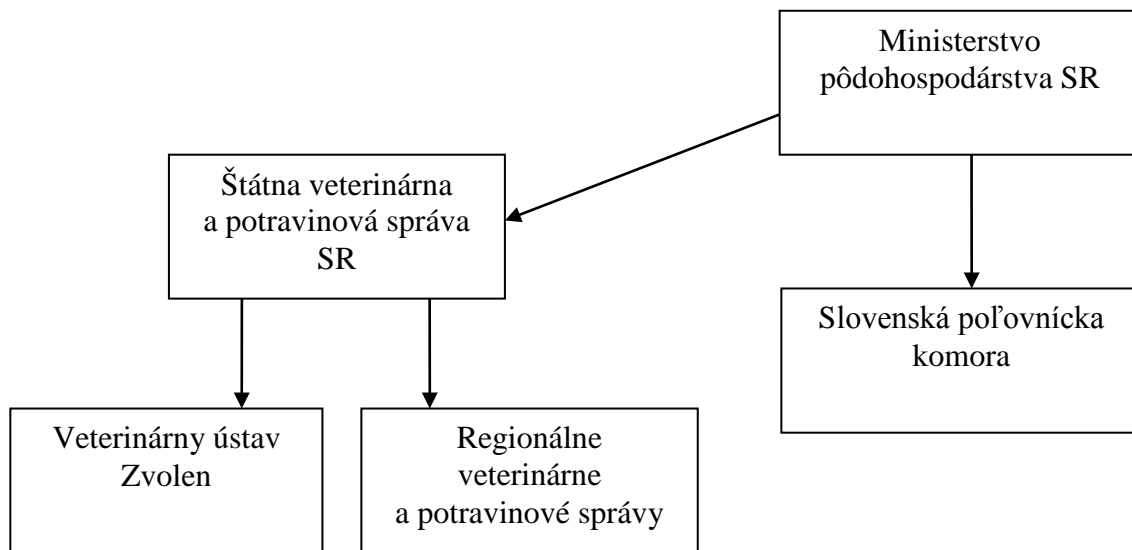 Ministerstvo
pôdohospodárstva SR
Štátna veterinárna
a potravinová správa
SR
Slovenská poľovnícka
komora
Veterinárny ústav
Zvolen
Regionálne
veterinárne
a potravinové správy